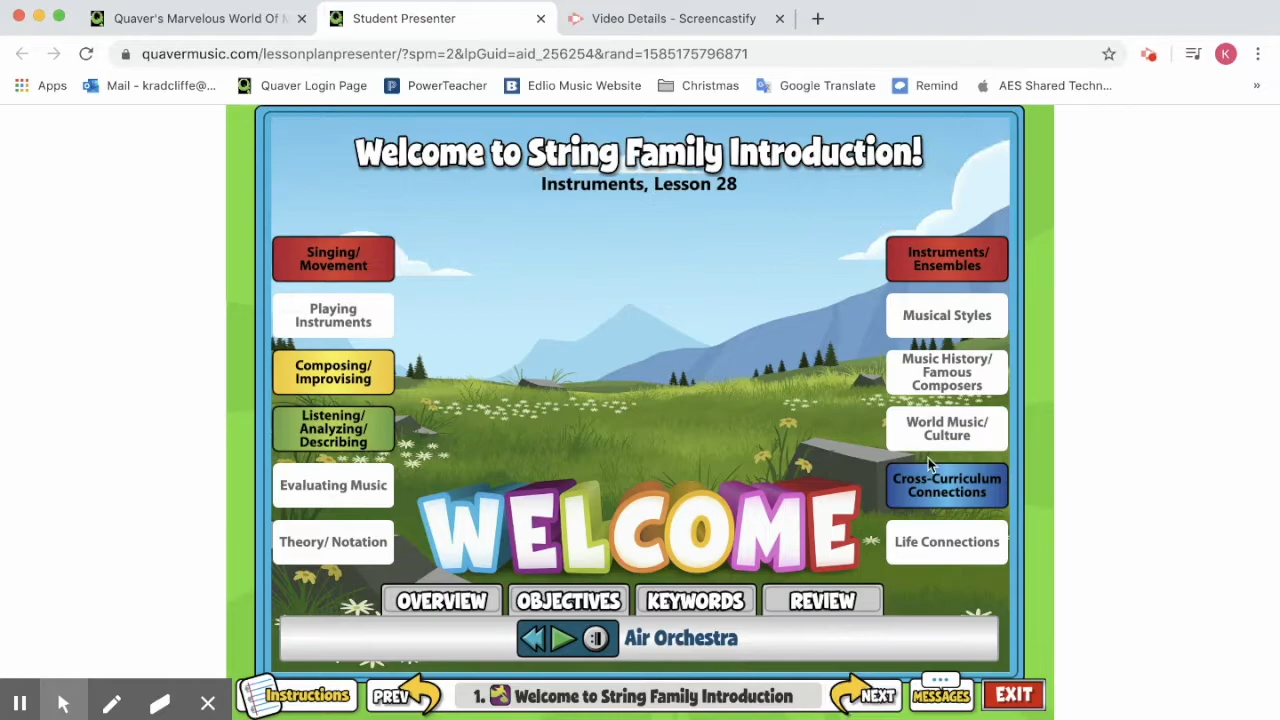 Quaver's Marvelous World Of M
Student Presenter
Video Details - Screencastify
quavermusic.com/lessonplanpresenter/?spm=2&lpGuid=aid_256254&rand=1585175796871
K
Apps
Mail - kradcliffe@...
Quaver Login Page
PowerTeacher
Edlio Music Website
Christmas
Google Translate
Remind
AES Shared Techn...
»
Welcome to String Family Introduction!
Instruments, Lesson 28
Singing/
Movement
Playing
Instruments
Composing/
Improvising
Listening/
Analyzing/
Describing
Evaluating Music
Theory/ Notation
Instruments/
Ensembles
Musical Styles
Music History/
Famous
Composers
World Music/
Culture
Cross-Curriculum
Connections
Life Connections
WELCOME
OVERVIEW
OBJECTIVES
KEYWORDS
REVIEW
Air Orchestra
Instructions
PREV
1. Welcome to String Family Introduction
NEXT
MESSAGES
EXIT